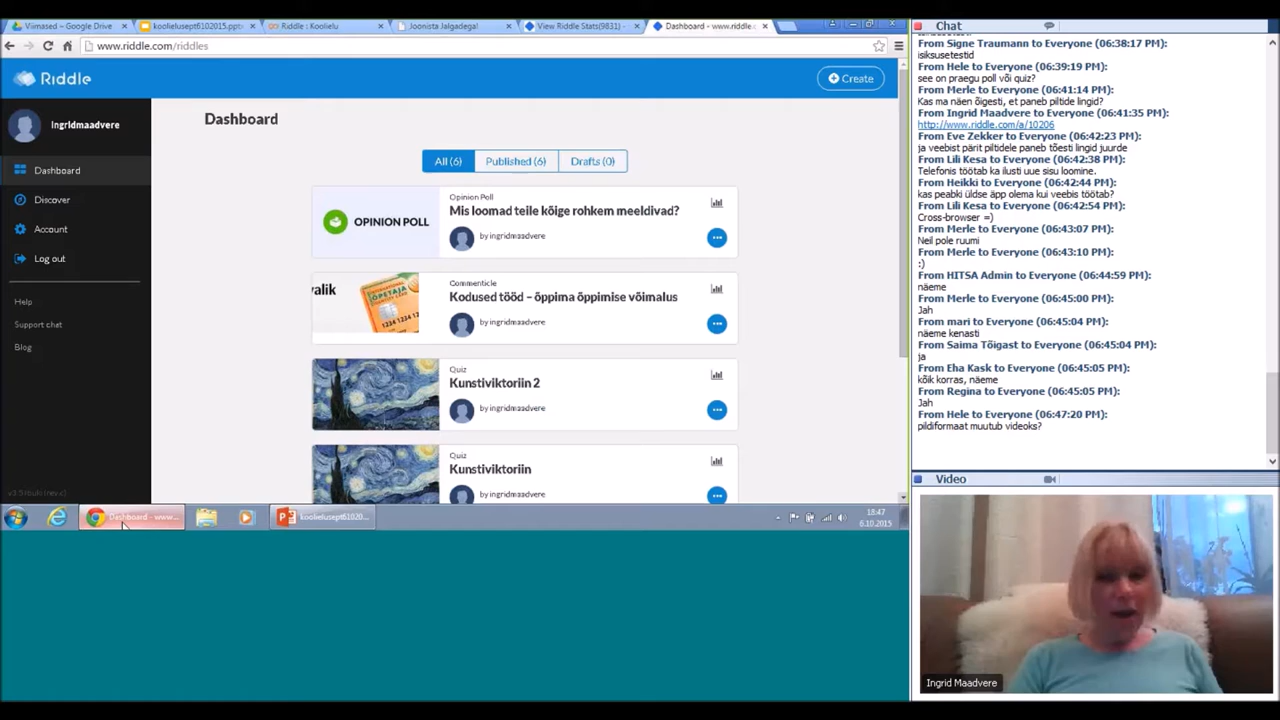 Viimased – Google Drive
koolielusept6102015.pptx
Riddle : Koolielu
Joonista Jalgadega!
View Riddle Stats(9831) -
Dashboard - www.riddle.
www.riddle.com/riddles
Riddle
Create
Ingridmaadvere
Dashboard
Discover
Account
Log out
Help
Support chat
Blog
Dashboard
All (6)
Published (6)
Drafts (0)
OPINION POLL
Opinion Poll
Mis loomad teile kõige rohkem meeldivad?
by ingridmaadvere
valik
Commenticle
Kodused tööd – õppima õppimise võimalus
by ingridmaadvere
Quiz
Kunstiviktoriin 2
by ingridmaadvere
Quiz
Kunstiviktoriin
by ingridmaadvere
Dashboard - www...
koolielusept61020...
18:47
6.10.2015
Chat
From Signe Traumann to Everyone (06:38:17 PM):
isiksusetestid
From Hele to Everyone (06:39:19 PM):
see on praegu poll või quiz?
From Merle to Everyone (06:41:14 PM):
Kas ma näen õigesti, et paneb piltide lingid?
From Ingrid Maadvere to Everyone (06:41:35 PM):
http://www.riddle.com/a/10206
From Eve Zekker to Everyone (06:42:23 PM):
ja veebist pärit piltidele paneb tõesti lingid juurde
From Lili Kesa to Everyone (06:42:38 PM):
Telefonis töötab ka ilusti uue sisu loomine.
From Heikki to Everyone (06:42:44 PM):
kas peabki üldse äpp olema kui veebis töötab?
From Lili Kesa to Everyone (06:42:54 PM):
Cross-browser =)
From Merle to Everyone (06:43:07 PM):
Neil pole ruumi
From Merle to Everyone (06:43:10 PM):
:)
From HITSA Admin to Everyone (06:44:59 PM):
näeme
From Merle to Everyone (06:45:00 PM):
Jah
From mari to Everyone (06:45:04 PM):
näeme kenasti
From Saima Tõigast to Everyone (06:45:04 PM):
ja
From Eha Kask to Everyone (06:45:05 PM):
kõik korras, näeme
From Regina to Everyone (06:45:05 PM):
Jah
From Hele to Everyone (06:47:20 PM):
pildiformaat muutub videoks?
Video
Ingrid Maadvere